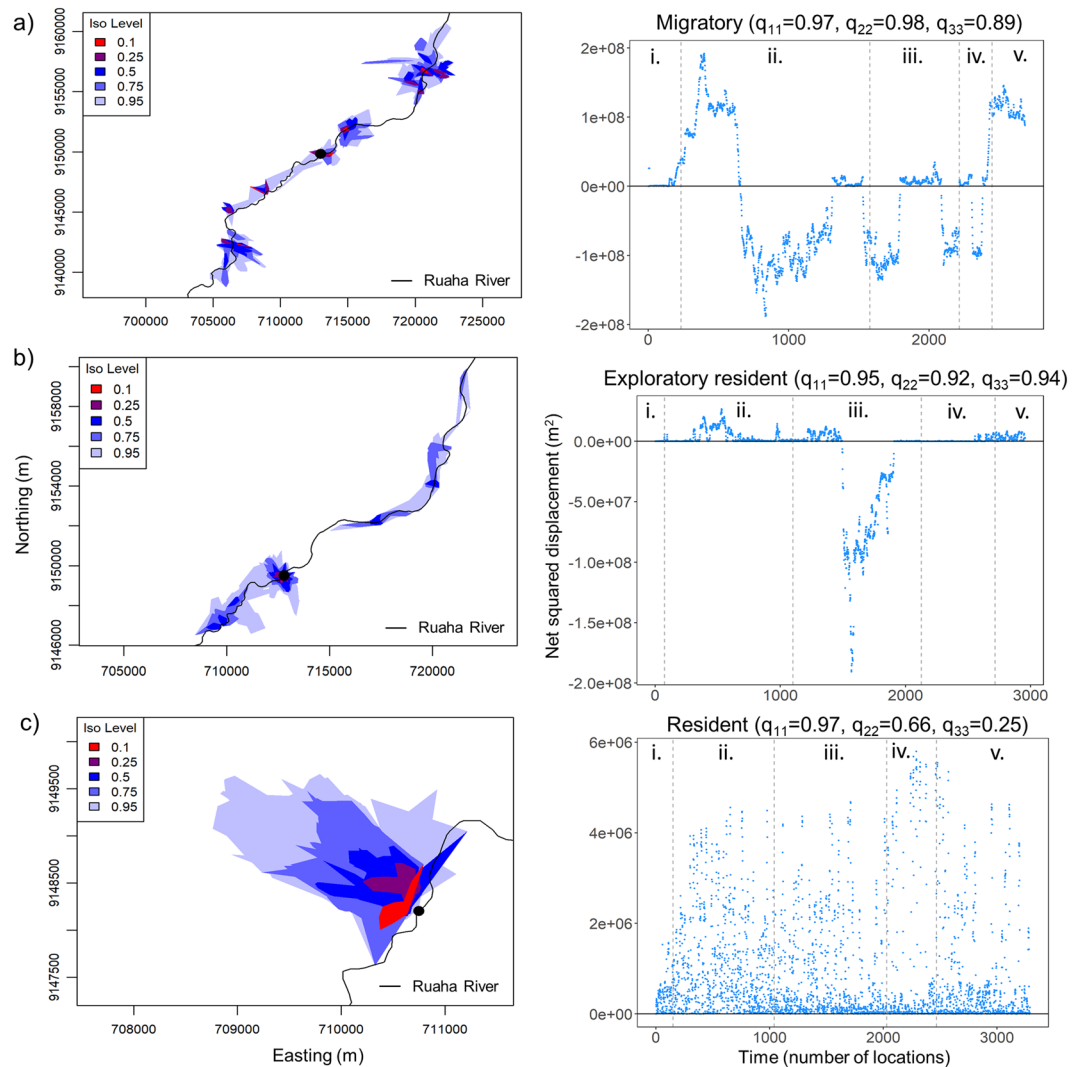 a)
Iso Level
0.1
0.25
0.5
0.75
0.95
9160000
9155000
9150000
9145000
9140000
Ruaha River
700000 705000 710000 715000 720000 725000
Migratory (q11=0.97, q22=0.98, q33=0.89)
i. ii. iii. iv. v.
2e+08
1e+08
0e+00
-1e+08
-2e+08
0 1000 2000
b)
Iso Level
0.1
0.25
0.5
0.75
0.95
9158000
9154000
9150000
9146000
Northing (m)
Ruaha River
705000 710000 715000 720000
Exploratory resident (q11=0.95, q22=0.92, q33=0.94)
i. ii. iii. iv. v.
Net squared displacement (m²)
0.0e+00
-5.0e+07
-1.0e+08
-1.5e+08
-2.0e+08
0 1000 2000 3000
c)
Iso Level
0.1
0.25
0.5
0.75
0.95
9149500
9148500
9147500
Ruaha River
708000 709000 710000 711000
Easting (m)
Resident (q11=0.97, q22=0.66, q33=0.25)
i. ii. iii. iv. v.
6e+06
4e+06
2e+06
0e+00
0 1000 2000 3000
Time (number of locations)